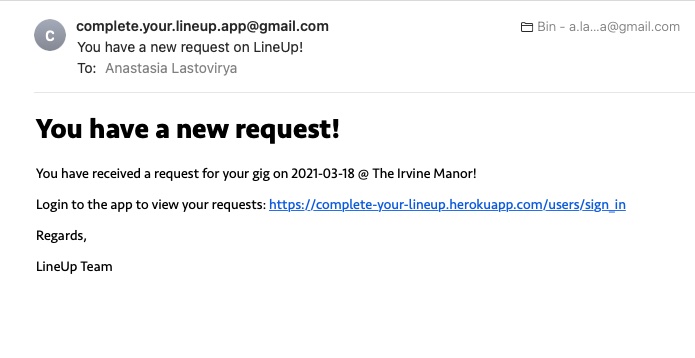 C
complete.your.lineup.app@gmail.com
Bin - a.la...a@gmail.com
You have a new request on LineUp!
To: Anastasia Lastovirya
You have a new request!
You have received a request for your gig on 2021-03-18 @ The Irvine Manor!
Login to the app to view your requests: https://complete-your-lineup.herokuapp.com/users/sign_in
Regards,
LineUp Team